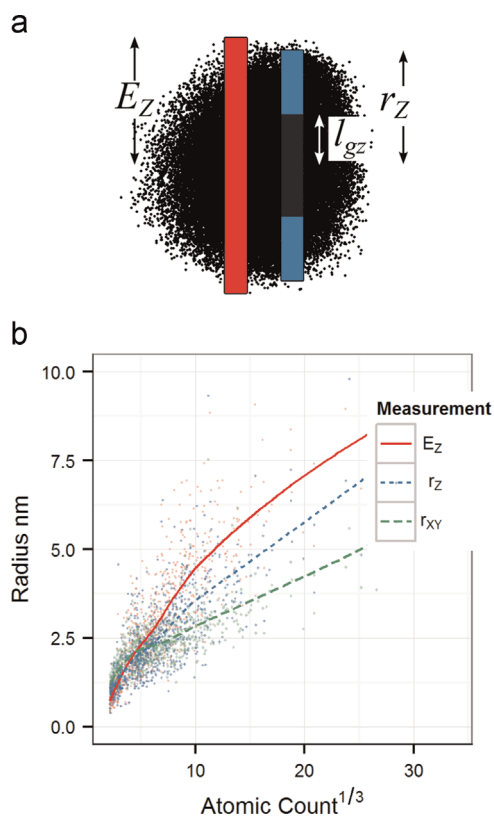 a
E_Z
l_gz
r_Z
b
Radius nm
10.0
7.5
5.0
2.5
0.0
10
20
30
Atomic Count^1/3
Measurement
E_Z
r_Z
r_XY